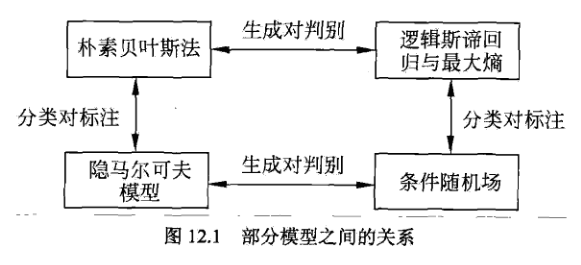 朴素贝叶斯法
生成对判别
逻辑斯谛回
归与最大熵
分类对标注
分类对标注
隐马尔可夫
模型
生成对判别
条件随机场
图 12.1 部分模型之间的关系